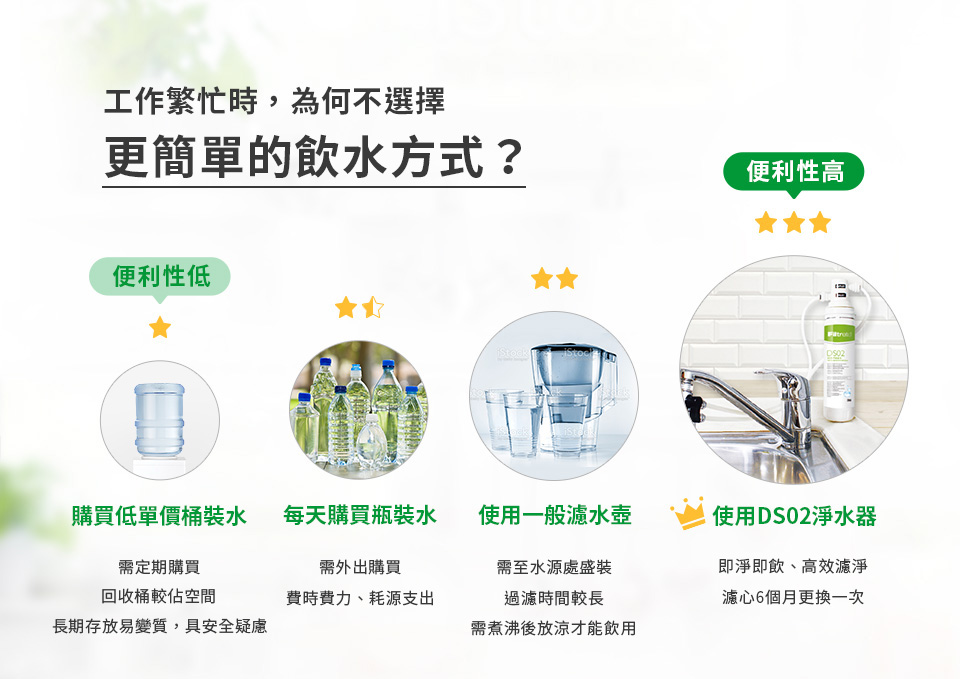 工作繁忙時，為何不選擇
更簡單的飲水方式？
便利性高
便利性低
購買低單價桶裝水
需定期購買
回收桶較佔空間
長期存放易變質，具安全疑慮
每天購買瓶裝水
需外出購買
費時費力、耗源支出
使用一般濾水壺
需至水源處盛裝
過濾時間較長
需煮沸後放涼才能飲用
使用DS02淨水器
即淨即飲、高效濾淨
濾心6個月更換一次
iStock
DS02